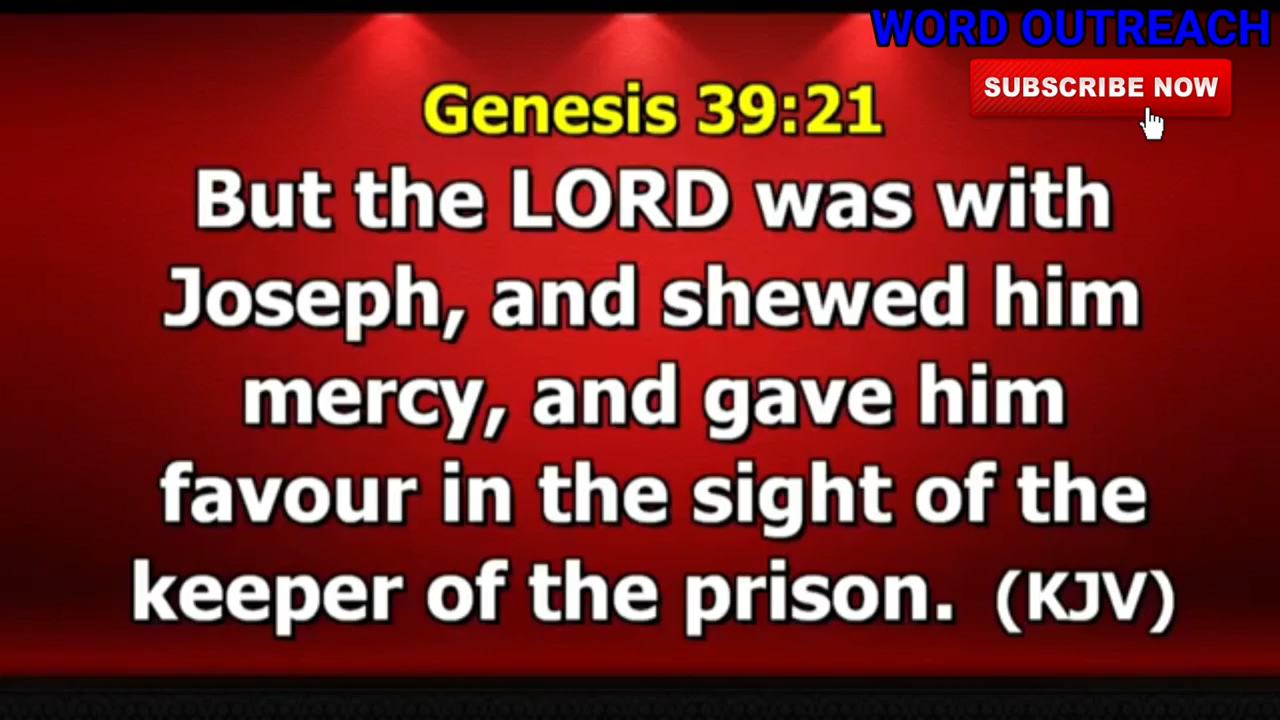 WORD OUTREACH
SUBSCRIBE NOW
Genesis 39:21
But the LORD was with
Joseph, and shewed him
mercy, and gave him
favour in the sight of the
keeper of the prison. (KJV)